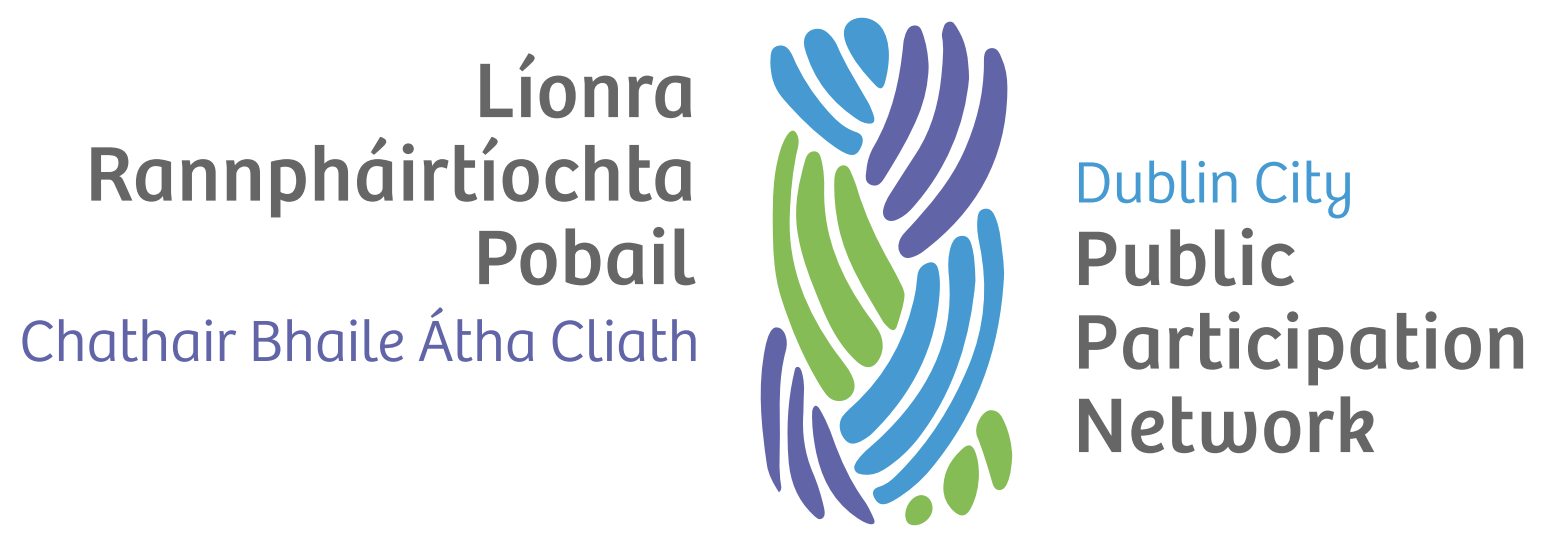 Líonra
Rannpháirtíochta
Pobail
Chathair Bhaile Átha Cliath
Dublin City
Public
Participation
Network